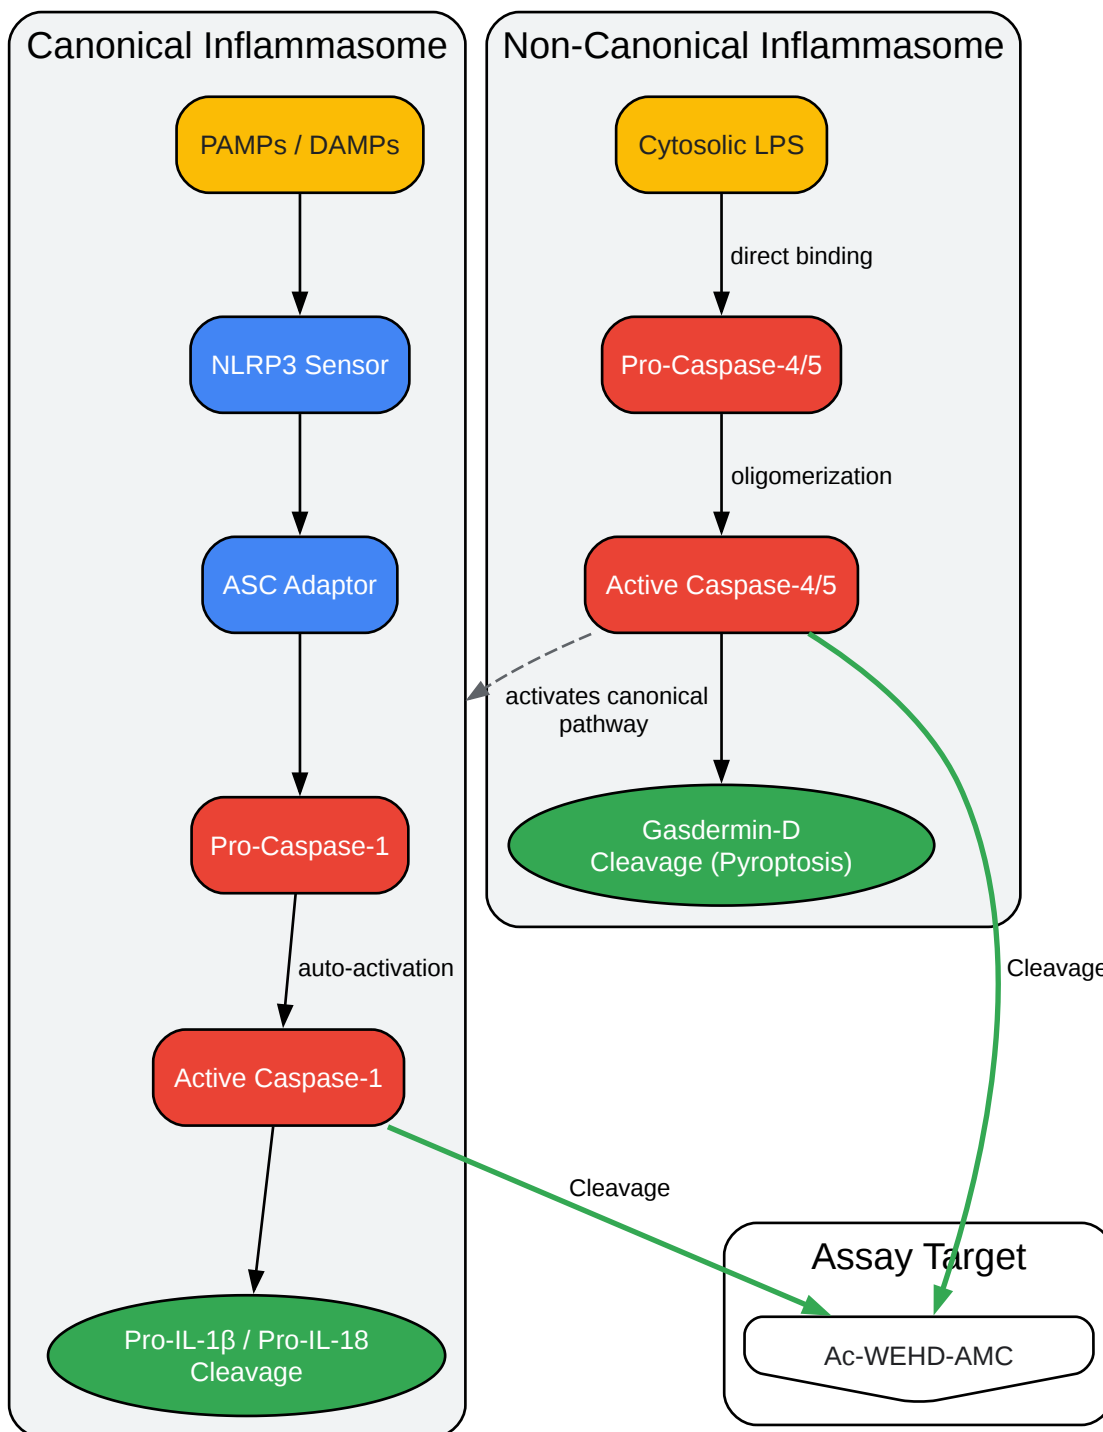 Canonical Inflammasome
PAMPs / DAMPs
NLRP3 Sensor
ASC Adaptor
Pro-Caspase-1
auto-activation
Active Caspase-1
Pro-IL-1β / Pro-IL-18
Cleavage
Non-Canonical Inflammasome
Cytosolic LPS
direct binding
Pro-Caspase-4/5
oligomerization
Active Caspase-4/5
activates canonical
pathway
Gasdermin-D
Cleavage (Pyroptosis)
Cleavage
Cleavage
Assay Target
Ac-WEHD-AMC